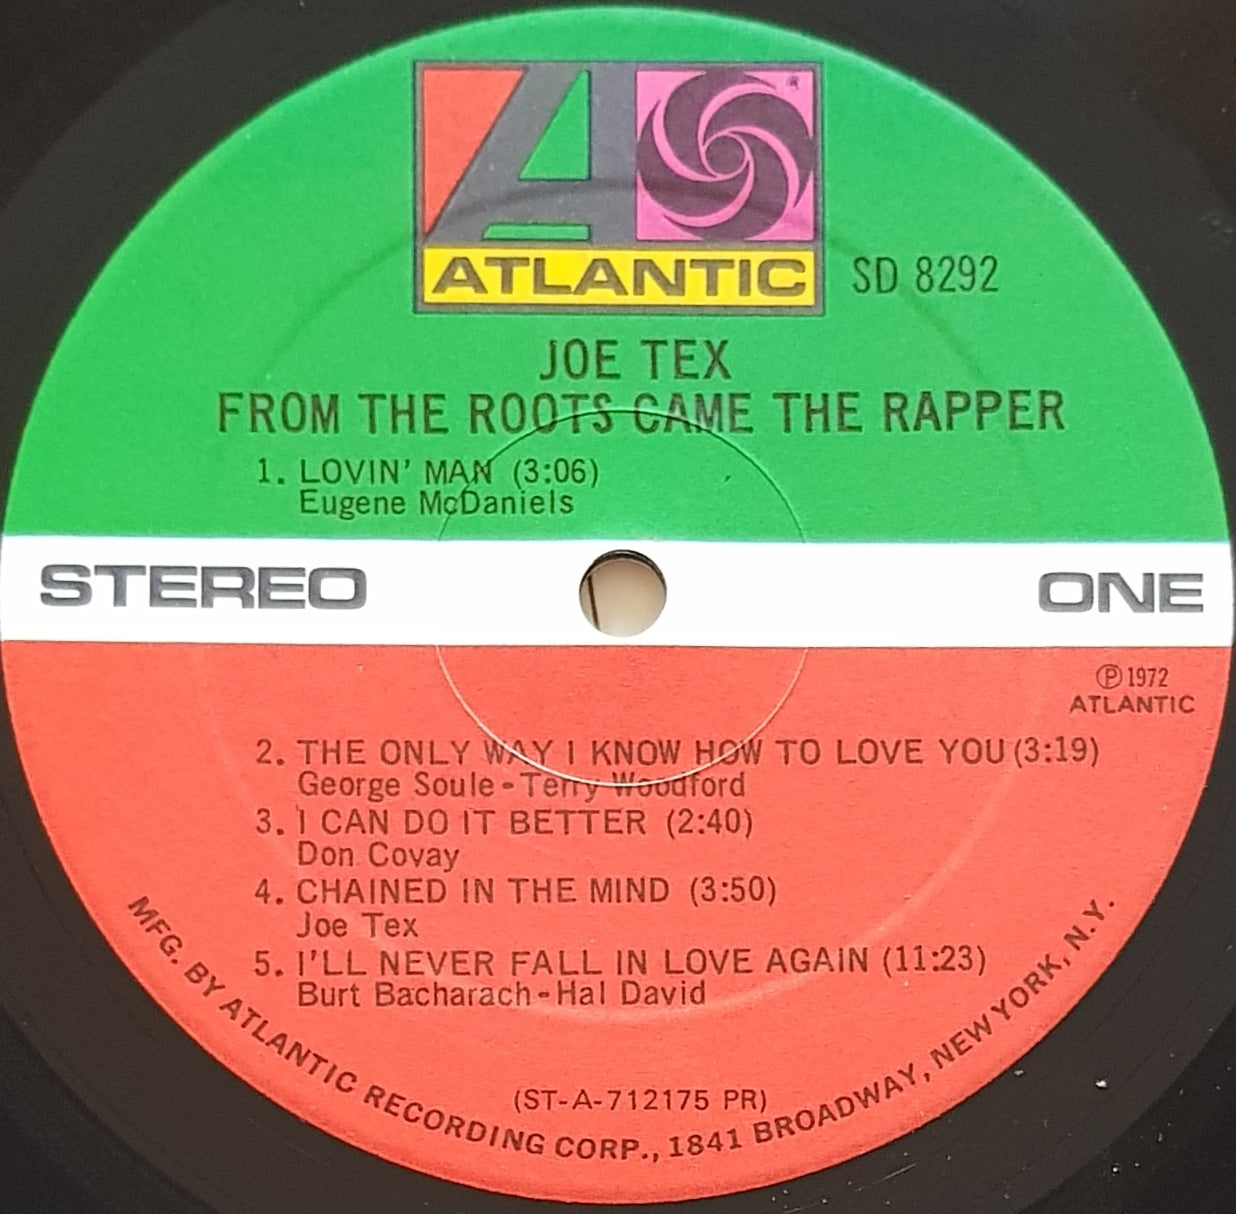 ®
ATLANTIC
SD 8292
JOE TEX
FROM THE ROOTS CAME THE RAPPER
1. LOVIN' MAN (3:06)
Eugene McDaniels
STEREO
ONE
Ⓟ 1972
ATLANTIC
2. THE ONLY WAY I KNOW HOW TO LOVE YOU (3:19)
George Soule - Terry Woodford
3. I CAN DO IT BETTER (2:40)
Don Covay
4. CHAINED IN THE MIND (3:50)
Joe Tex
5. I'LL NEVER FALL IN LOVE AGAIN (11:23)
Burt Bacharach - Hal David
(ST-A-712175 PR)
MFG. BY ATLANTIC RECORDING CORP., 1841 BROADWAY, NEW YORK, N.Y.